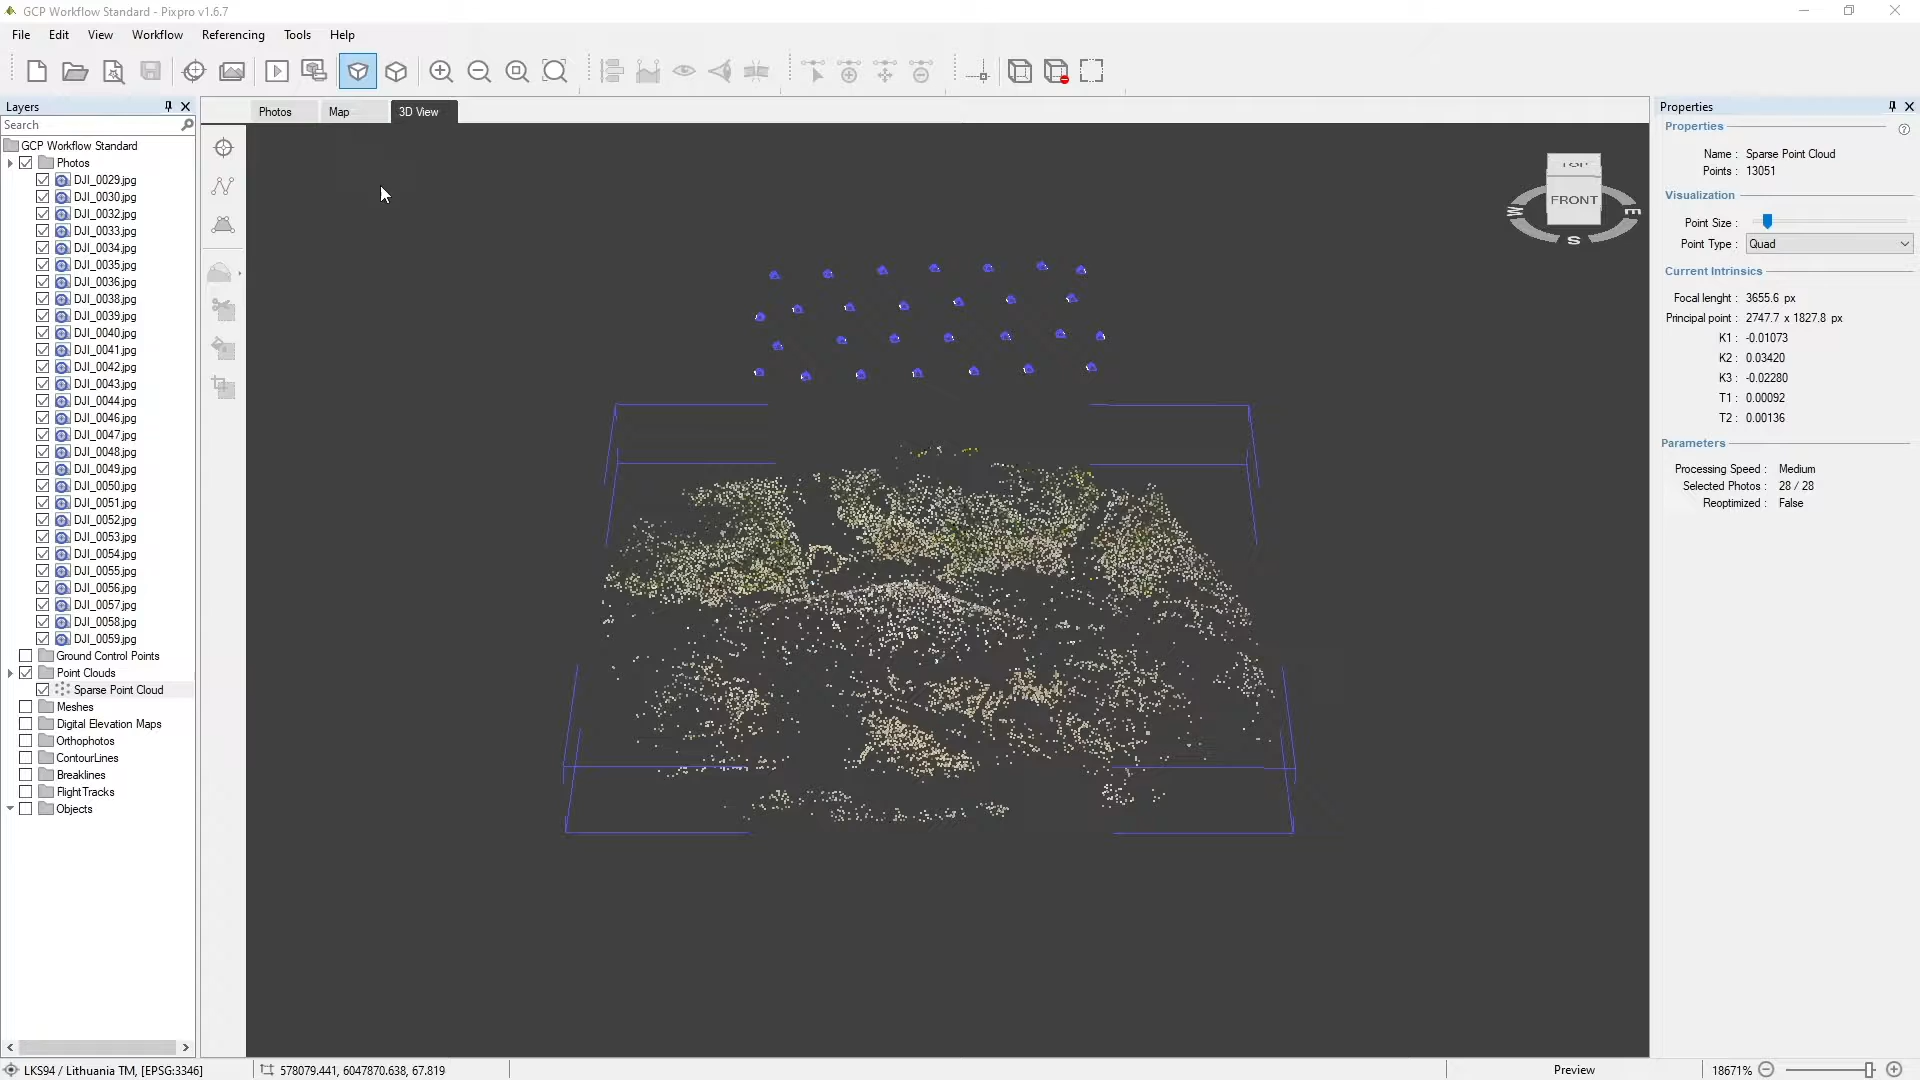 GCP Workflow Standard - Pixpro v1.6.7
File Edit View Workflow Referencing Tools Help
Layers
Search
GCP Workflow Standard
Photos
DJI_0029.jpg
DJI_0030.jpg
DJI_0032.jpg
DJI_0033.jpg
DJI_0034.jpg
DJI_0035.jpg
DJI_0036.jpg
DJI_0038.jpg
DJI_0039.jpg
DJI_0040.jpg
DJI_0041.jpg
DJI_0042.jpg
DJI_0043.jpg
DJI_0044.jpg
DJI_0046.jpg
DJI_0047.jpg
DJI_0048.jpg
DJI_0049.jpg
DJI_0050.jpg
DJI_0051.jpg
DJI_0052.jpg
DJI_0053.jpg
DJI_0054.jpg
DJI_0055.jpg
DJI_0056.jpg
DJI_0057.jpg
DJI_0058.jpg
DJI_0059.jpg
Ground Control Points
Point Clouds
Sparse Point Cloud
Meshes
Digital Elevation Maps
Orthophotos
ContourLines
Breaklines
FlightTracks
Objects
Photos Map 3D View
TOP
FRONT
W S E
Properties
Properties
Name : Sparse Point Cloud
Points : 13051
Visualization
Point Size :
Point Type : Quad
Current Intrinsics
Focal lenght : 3655.6 px
Principal point : 2747.7 x 1827.8 px
K1 : -0.01073
K2 : 0.03420
K3 : -0.02280
T1 : 0.00092
T2 : 0.00136
Parameters
Processing Speed : Medium
Selected Photos : 28 / 28
Reoptimized : False
LKS94 / Lithuania TM, [EPSG:3346] 578079.441, 6047870.638, 67.819 Preview 18671%